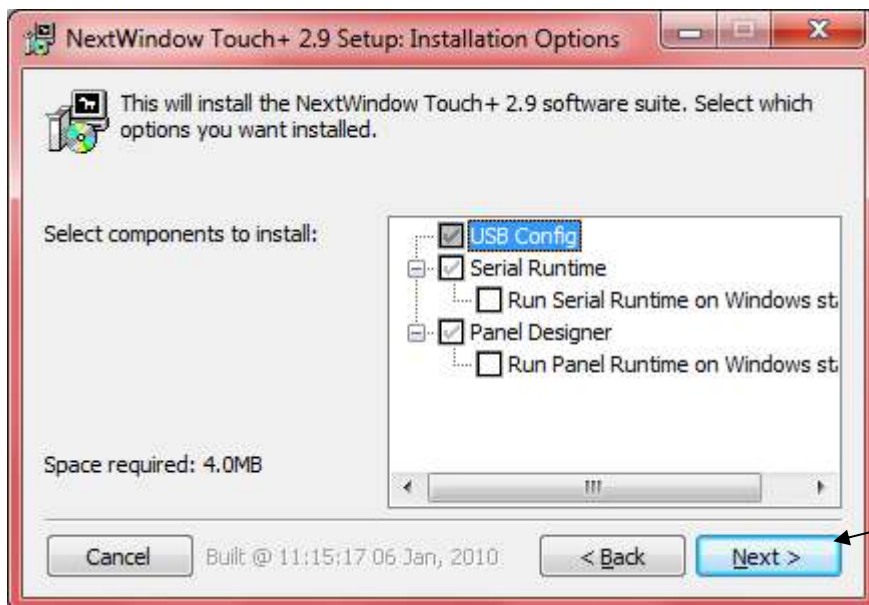 NextWindow Touch+ 2.9 Setup: Installation Options
This will install the NextWindow Touch+ 2.9 software suite. Select which
options you want installed.
Select components to install:
USB Config
Serial Runtime
Run Serial Runtime on Windows sta
Panel Designer
Run Panel Runtime on Windows sta
Space required: 4.0MB
Cancel
Built @ 11:15:17 06 Jan, 2010
< Back
Next >